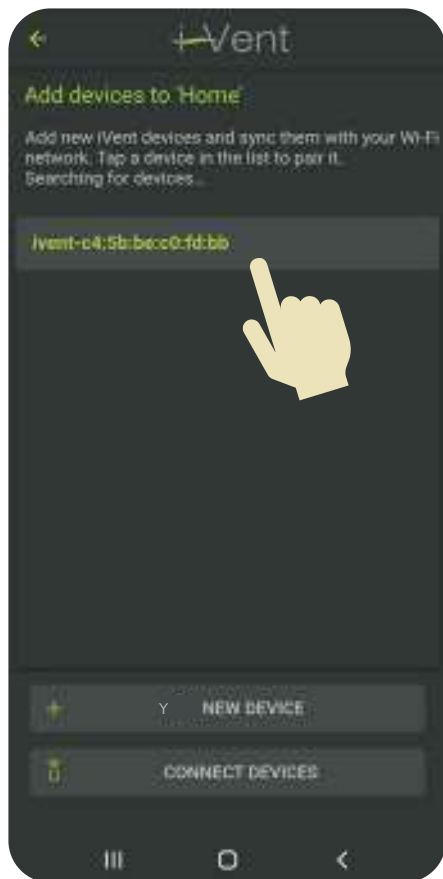 i-Vent
Add devices to 'Home'
Add new iVent devices and sync them with your Wi-Fi
network. Tap a device in the list to pair it.
Searching for devices...
ivent-c4:5b:be:c0:fd:bb
Y NEW DEVICE
CONNECT DEVICES